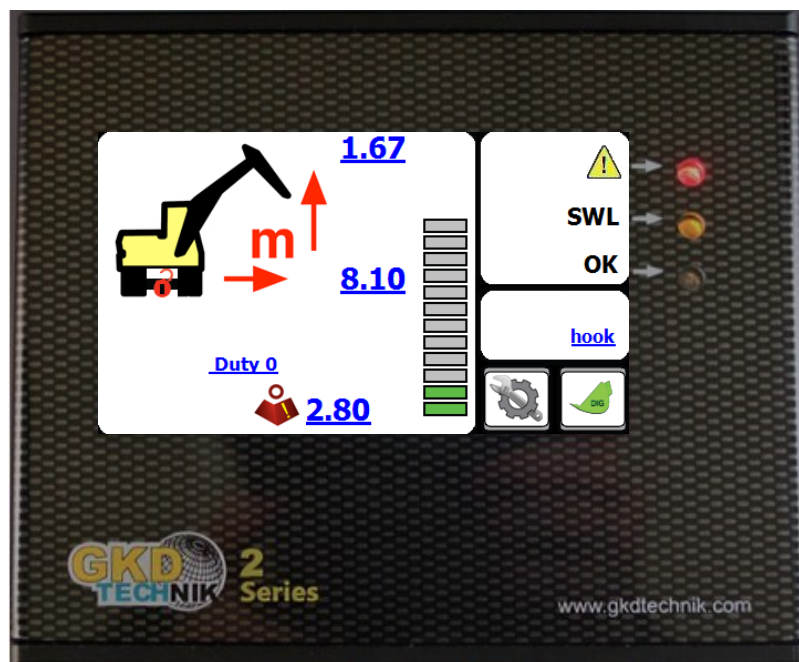 1.67
m
8.10
Duty 0
2.80
SWL
OK
hook
DIG
GKD
TECHNIK
2
Series
www.gkdtechnik.com